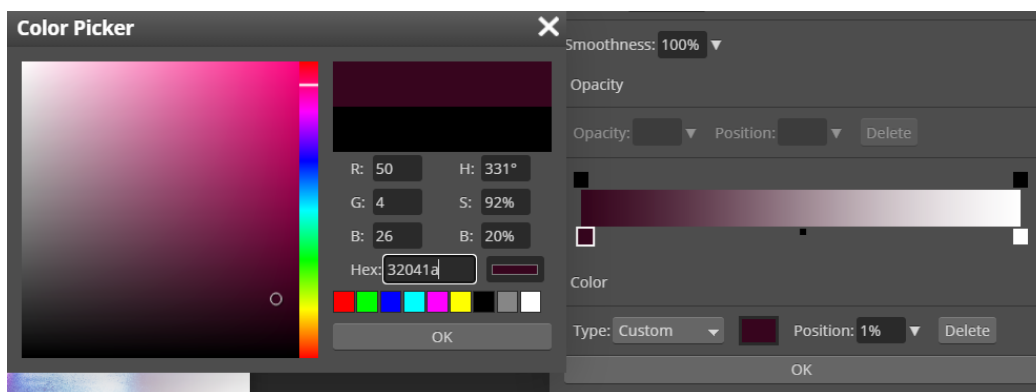 Color Picker
R: 50 H: 331°
G: 4 S: 92%
B: 26 B: 20%
Hex: 32041a
OK
Smoothness: 100%
Opacity
Opacity: Position: Delete
Color
Type: Custom Position: 1% Delete
OK